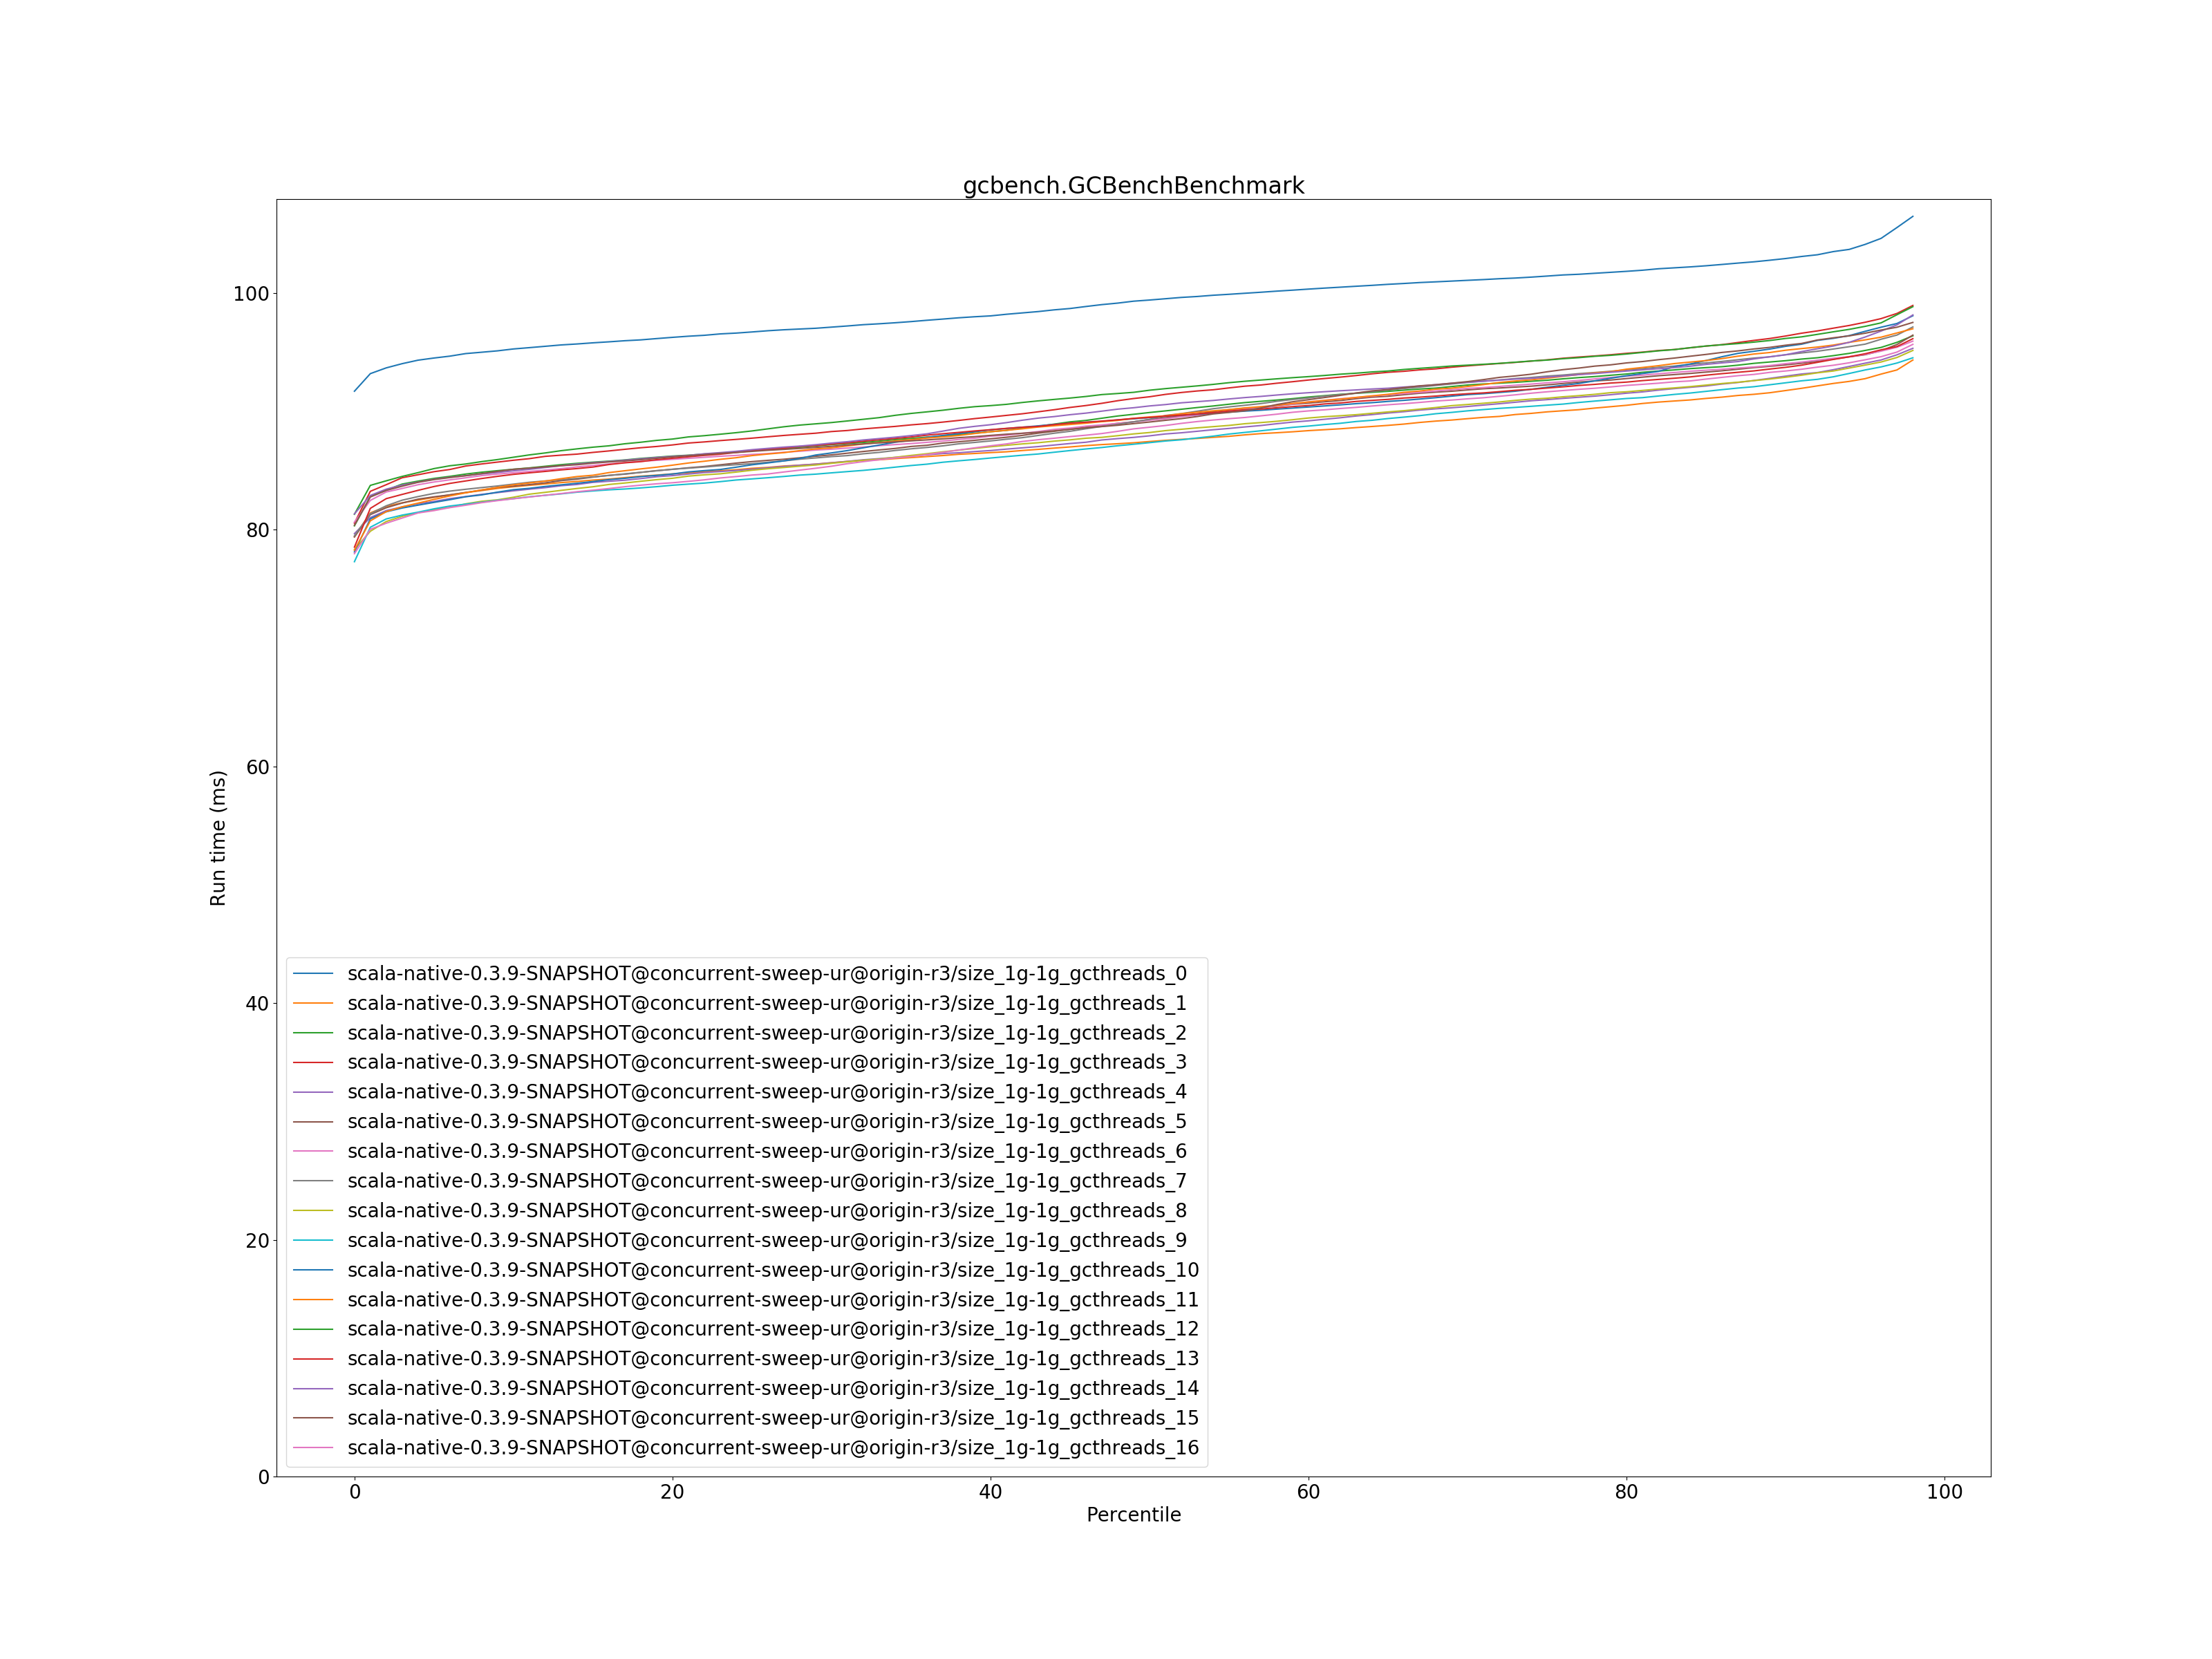 gcbench.GCBenchBenchmark
100
80
60
40
20
0
Run time (ms)
scala-native-0.3.9-SNAPSHOT@concurrent-sweep-ur@origin-r3/size_1g-1g_gcthreads_0
scala-native-0.3.9-SNAPSHOT@concurrent-sweep-ur@origin-r3/size_1g-1g_gcthreads_1
scala-native-0.3.9-SNAPSHOT@concurrent-sweep-ur@origin-r3/size_1g-1g_gcthreads_2
scala-native-0.3.9-SNAPSHOT@concurrent-sweep-ur@origin-r3/size_1g-1g_gcthreads_3
scala-native-0.3.9-SNAPSHOT@concurrent-sweep-ur@origin-r3/size_1g-1g_gcthreads_4
scala-native-0.3.9-SNAPSHOT@concurrent-sweep-ur@origin-r3/size_1g-1g_gcthreads_5
scala-native-0.3.9-SNAPSHOT@concurrent-sweep-ur@origin-r3/size_1g-1g_gcthreads_6
scala-native-0.3.9-SNAPSHOT@concurrent-sweep-ur@origin-r3/size_1g-1g_gcthreads_7
scala-native-0.3.9-SNAPSHOT@concurrent-sweep-ur@origin-r3/size_1g-1g_gcthreads_8
scala-native-0.3.9-SNAPSHOT@concurrent-sweep-ur@origin-r3/size_1g-1g_gcthreads_9
scala-native-0.3.9-SNAPSHOT@concurrent-sweep-ur@origin-r3/size_1g-1g_gcthreads_10
scala-native-0.3.9-SNAPSHOT@concurrent-sweep-ur@origin-r3/size_1g-1g_gcthreads_11
scala-native-0.3.9-SNAPSHOT@concurrent-sweep-ur@origin-r3/size_1g-1g_gcthreads_12
scala-native-0.3.9-SNAPSHOT@concurrent-sweep-ur@origin-r3/size_1g-1g_gcthreads_13
scala-native-0.3.9-SNAPSHOT@concurrent-sweep-ur@origin-r3/size_1g-1g_gcthreads_14
scala-native-0.3.9-SNAPSHOT@concurrent-sweep-ur@origin-r3/size_1g-1g_gcthreads_15
scala-native-0.3.9-SNAPSHOT@concurrent-sweep-ur@origin-r3/size_1g-1g_gcthreads_16
0 20 40 60 80 100
Percentile